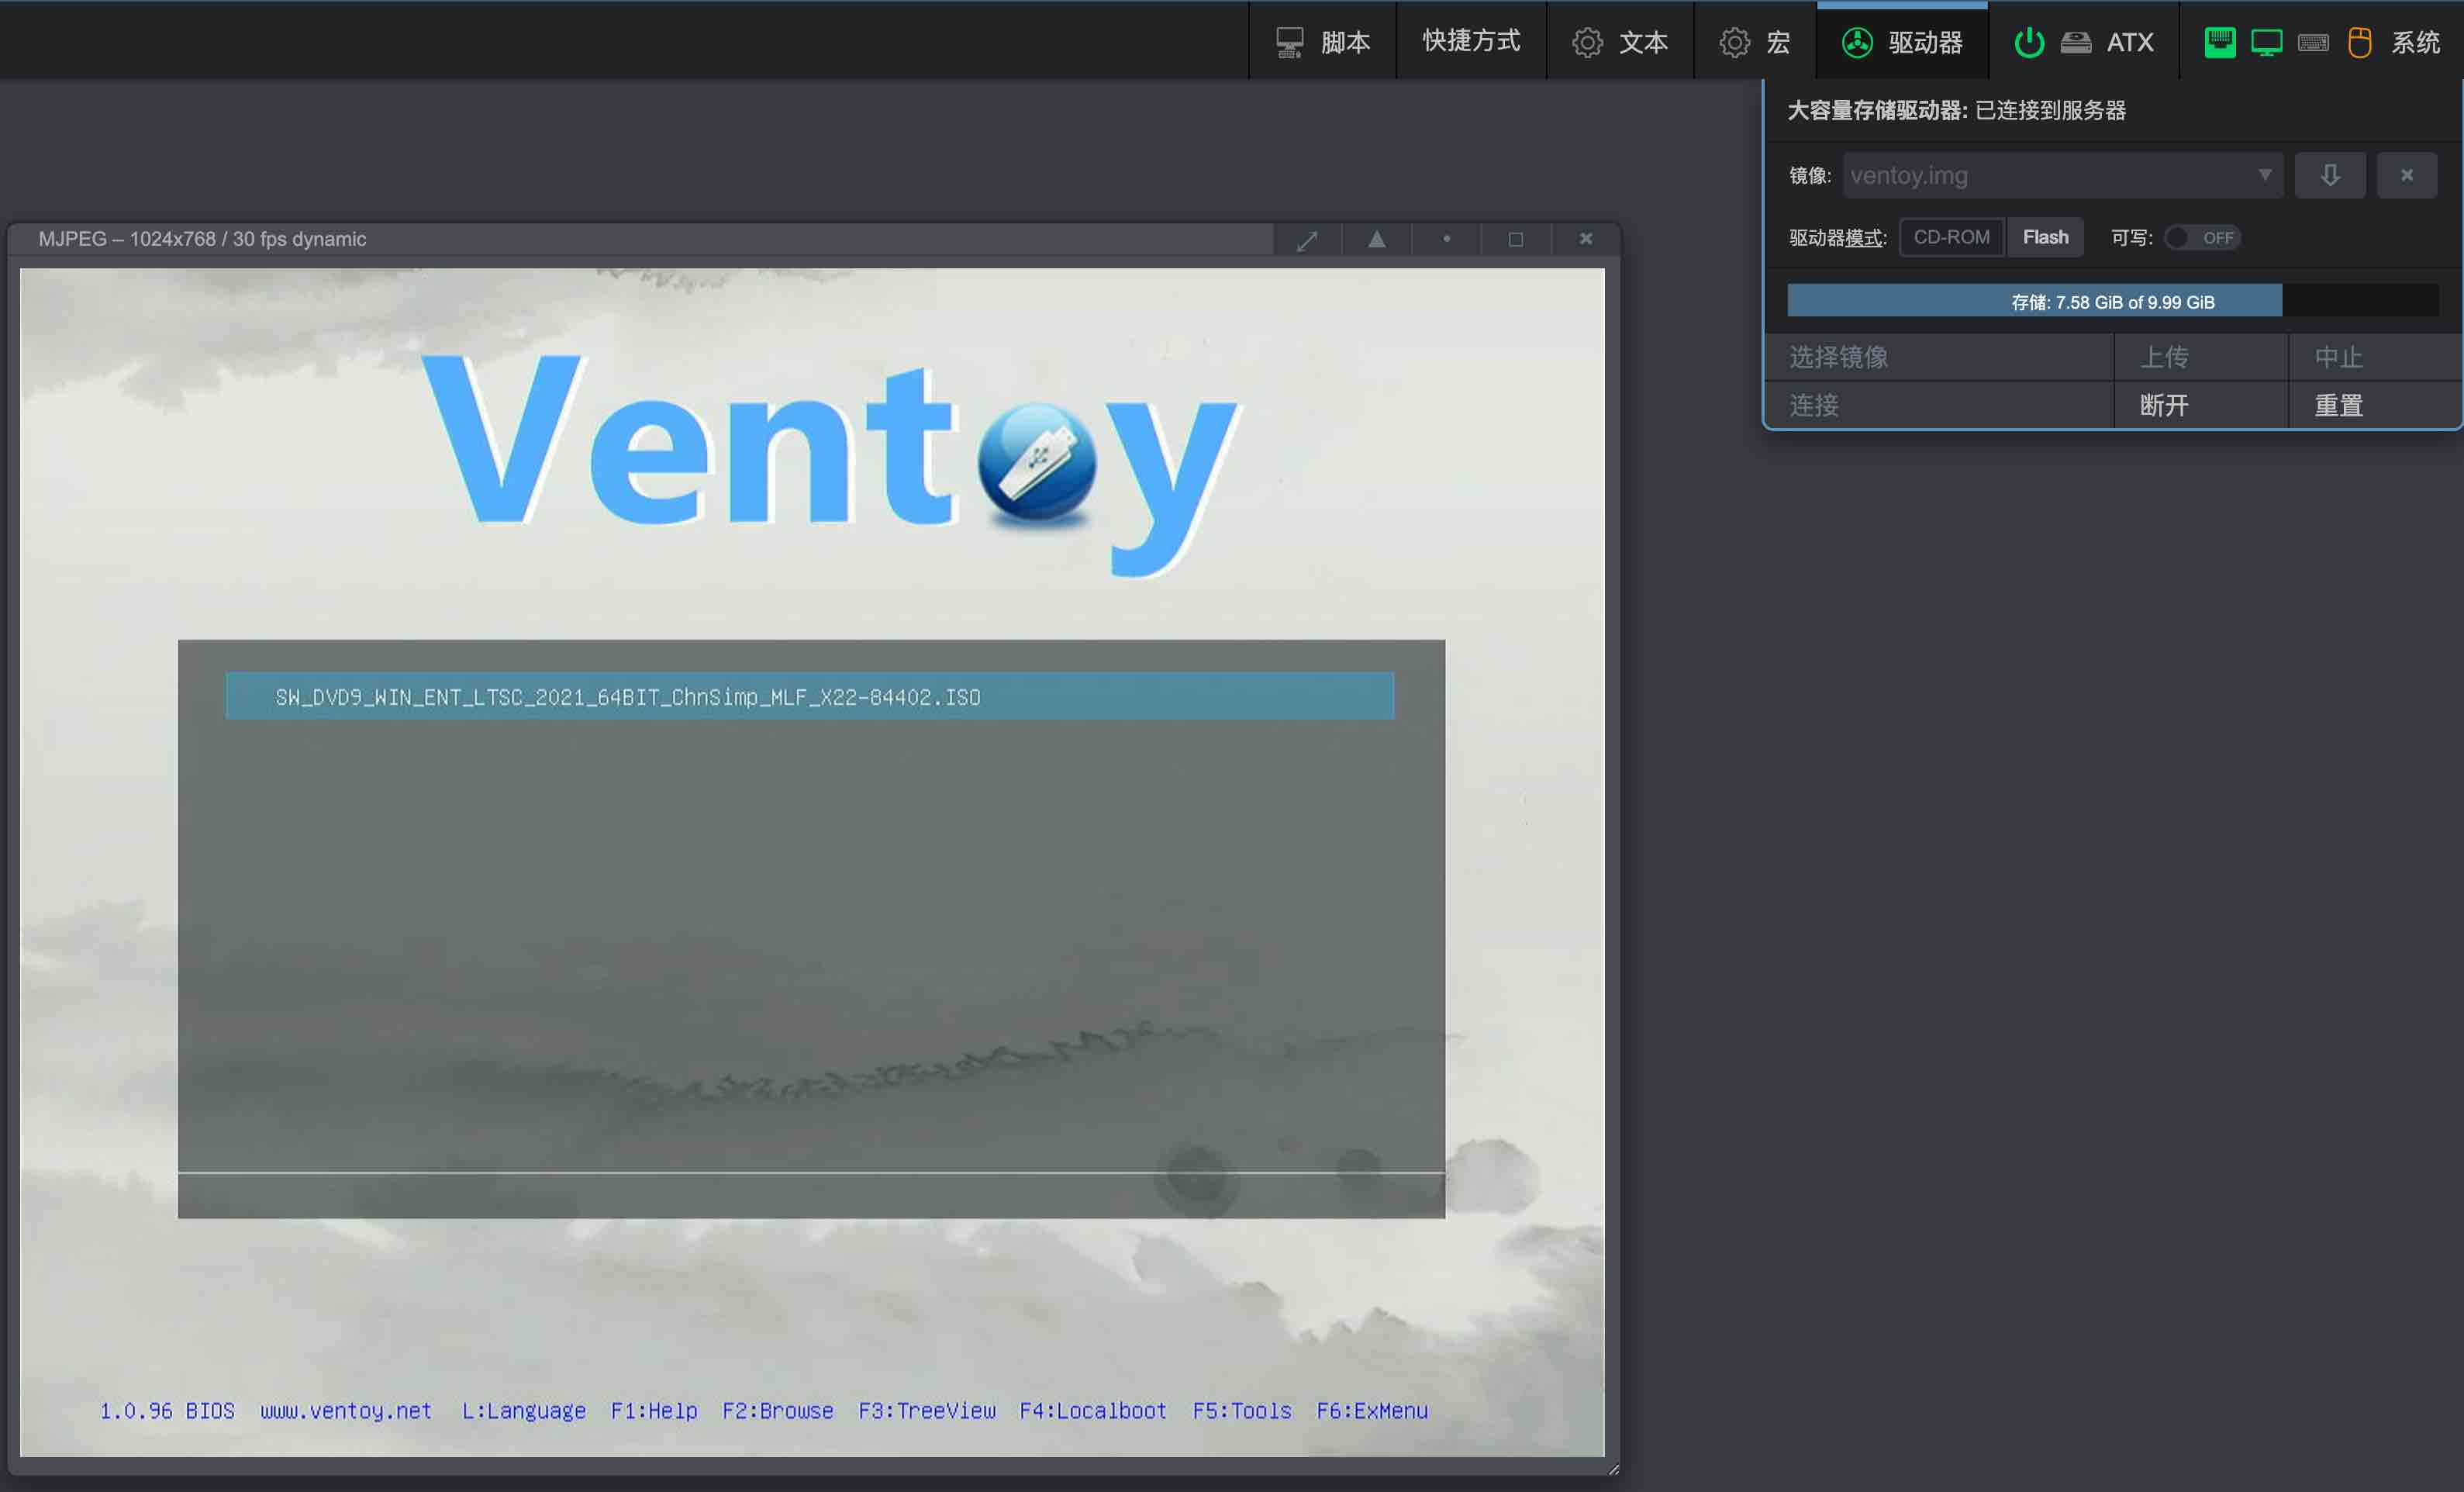 脚本 快捷方式 文本 宏 驱动器 ATX 系统
大容量存储驱动器: 已连接到服务器
镜像: ventoy.img
驱动器模式: CD-ROM Flash 可写: OFF
存储: 7.58 GiB of 9.99 GiB
选择镜像 上传 中止
连接 断开 重置
MJPEG – 1024x768 / 30 fps dynamic
Ventoy
SW_DVD9_WIN_ENT_LTSC_2021_64BIT_ChnSimp_MLF_X22-84402.ISO
1.0.96 BIOS www.ventoy.net L:Language F1:Help F2:Browse F3:TreeView F4:Localboot F5:Tools F6:ExMenu